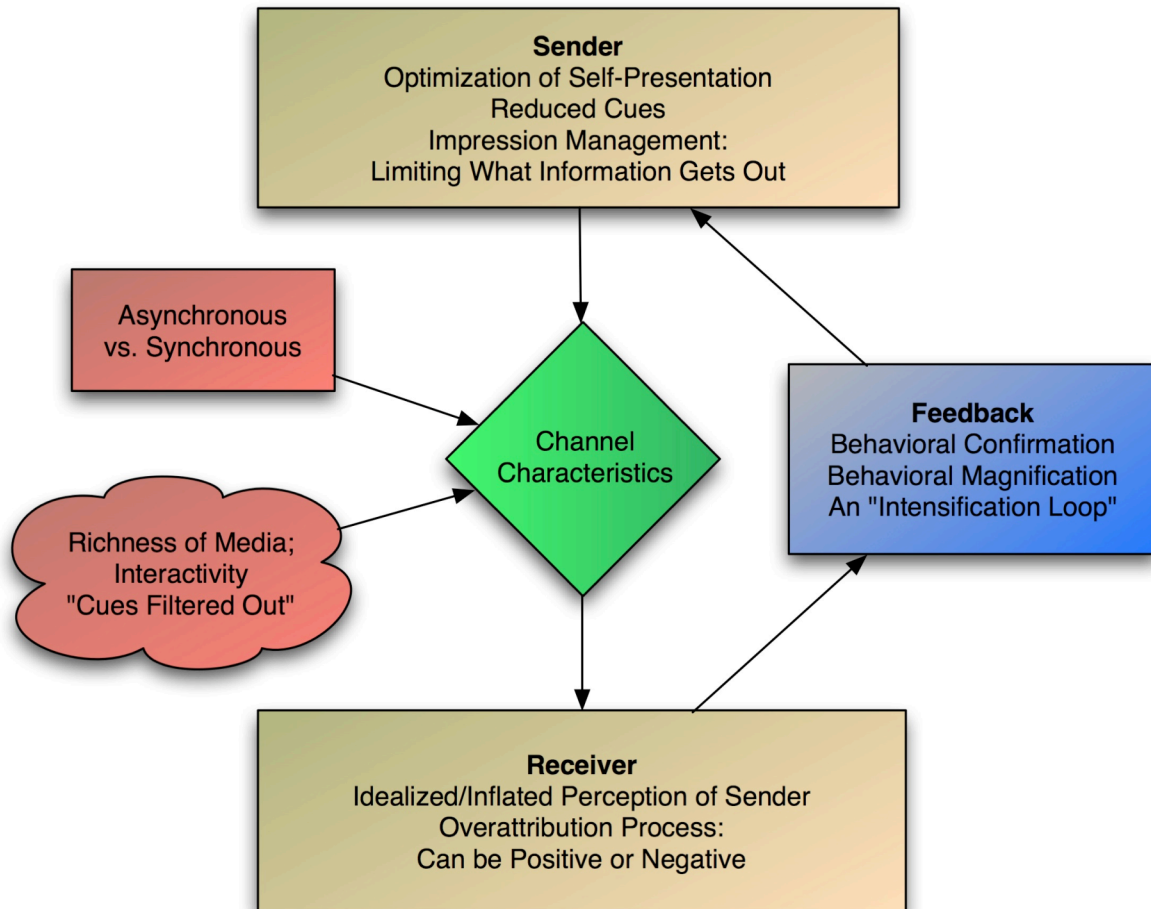 Sender
Optimization of Self-Presentation
Reduced Cues
Impression Management:
Limiting What Information Gets Out
Asynchronous
vs. Synchronous
Channel
Characteristics
Feedback
Behavioral Confirmation
Behavioral Magnification
An "Intensification Loop"
Richness of Media;
Interactivity
"Cues Filtered Out"
Receiver
Idealized/Inflated Perception of Sender
Overattribution Process:
Can be Positive or Negative